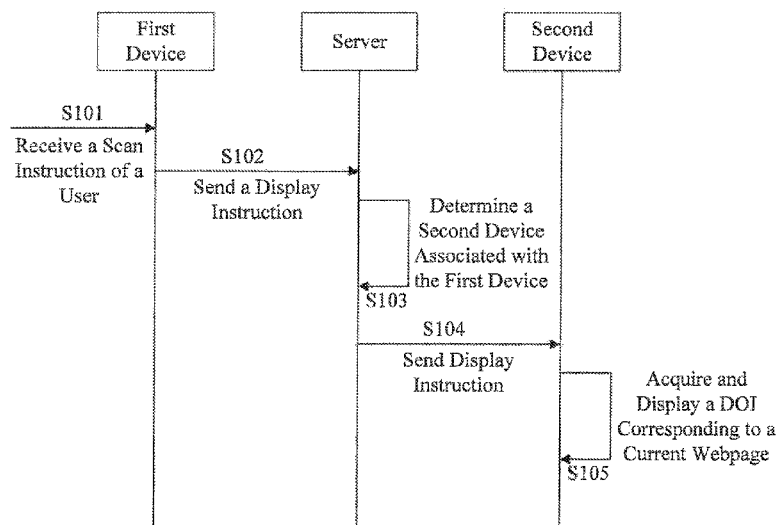 First
Device
Server
Second
Device
S101
Receive a Scan
Instruction of a
User
S102
Send a Display
Instruction
Determine a
Second Device
Associated with
the First Device
S103
S104
Send Display
Instruction
Acquire and
Display a DOI
Corresponding to a
Current Webpage
S105